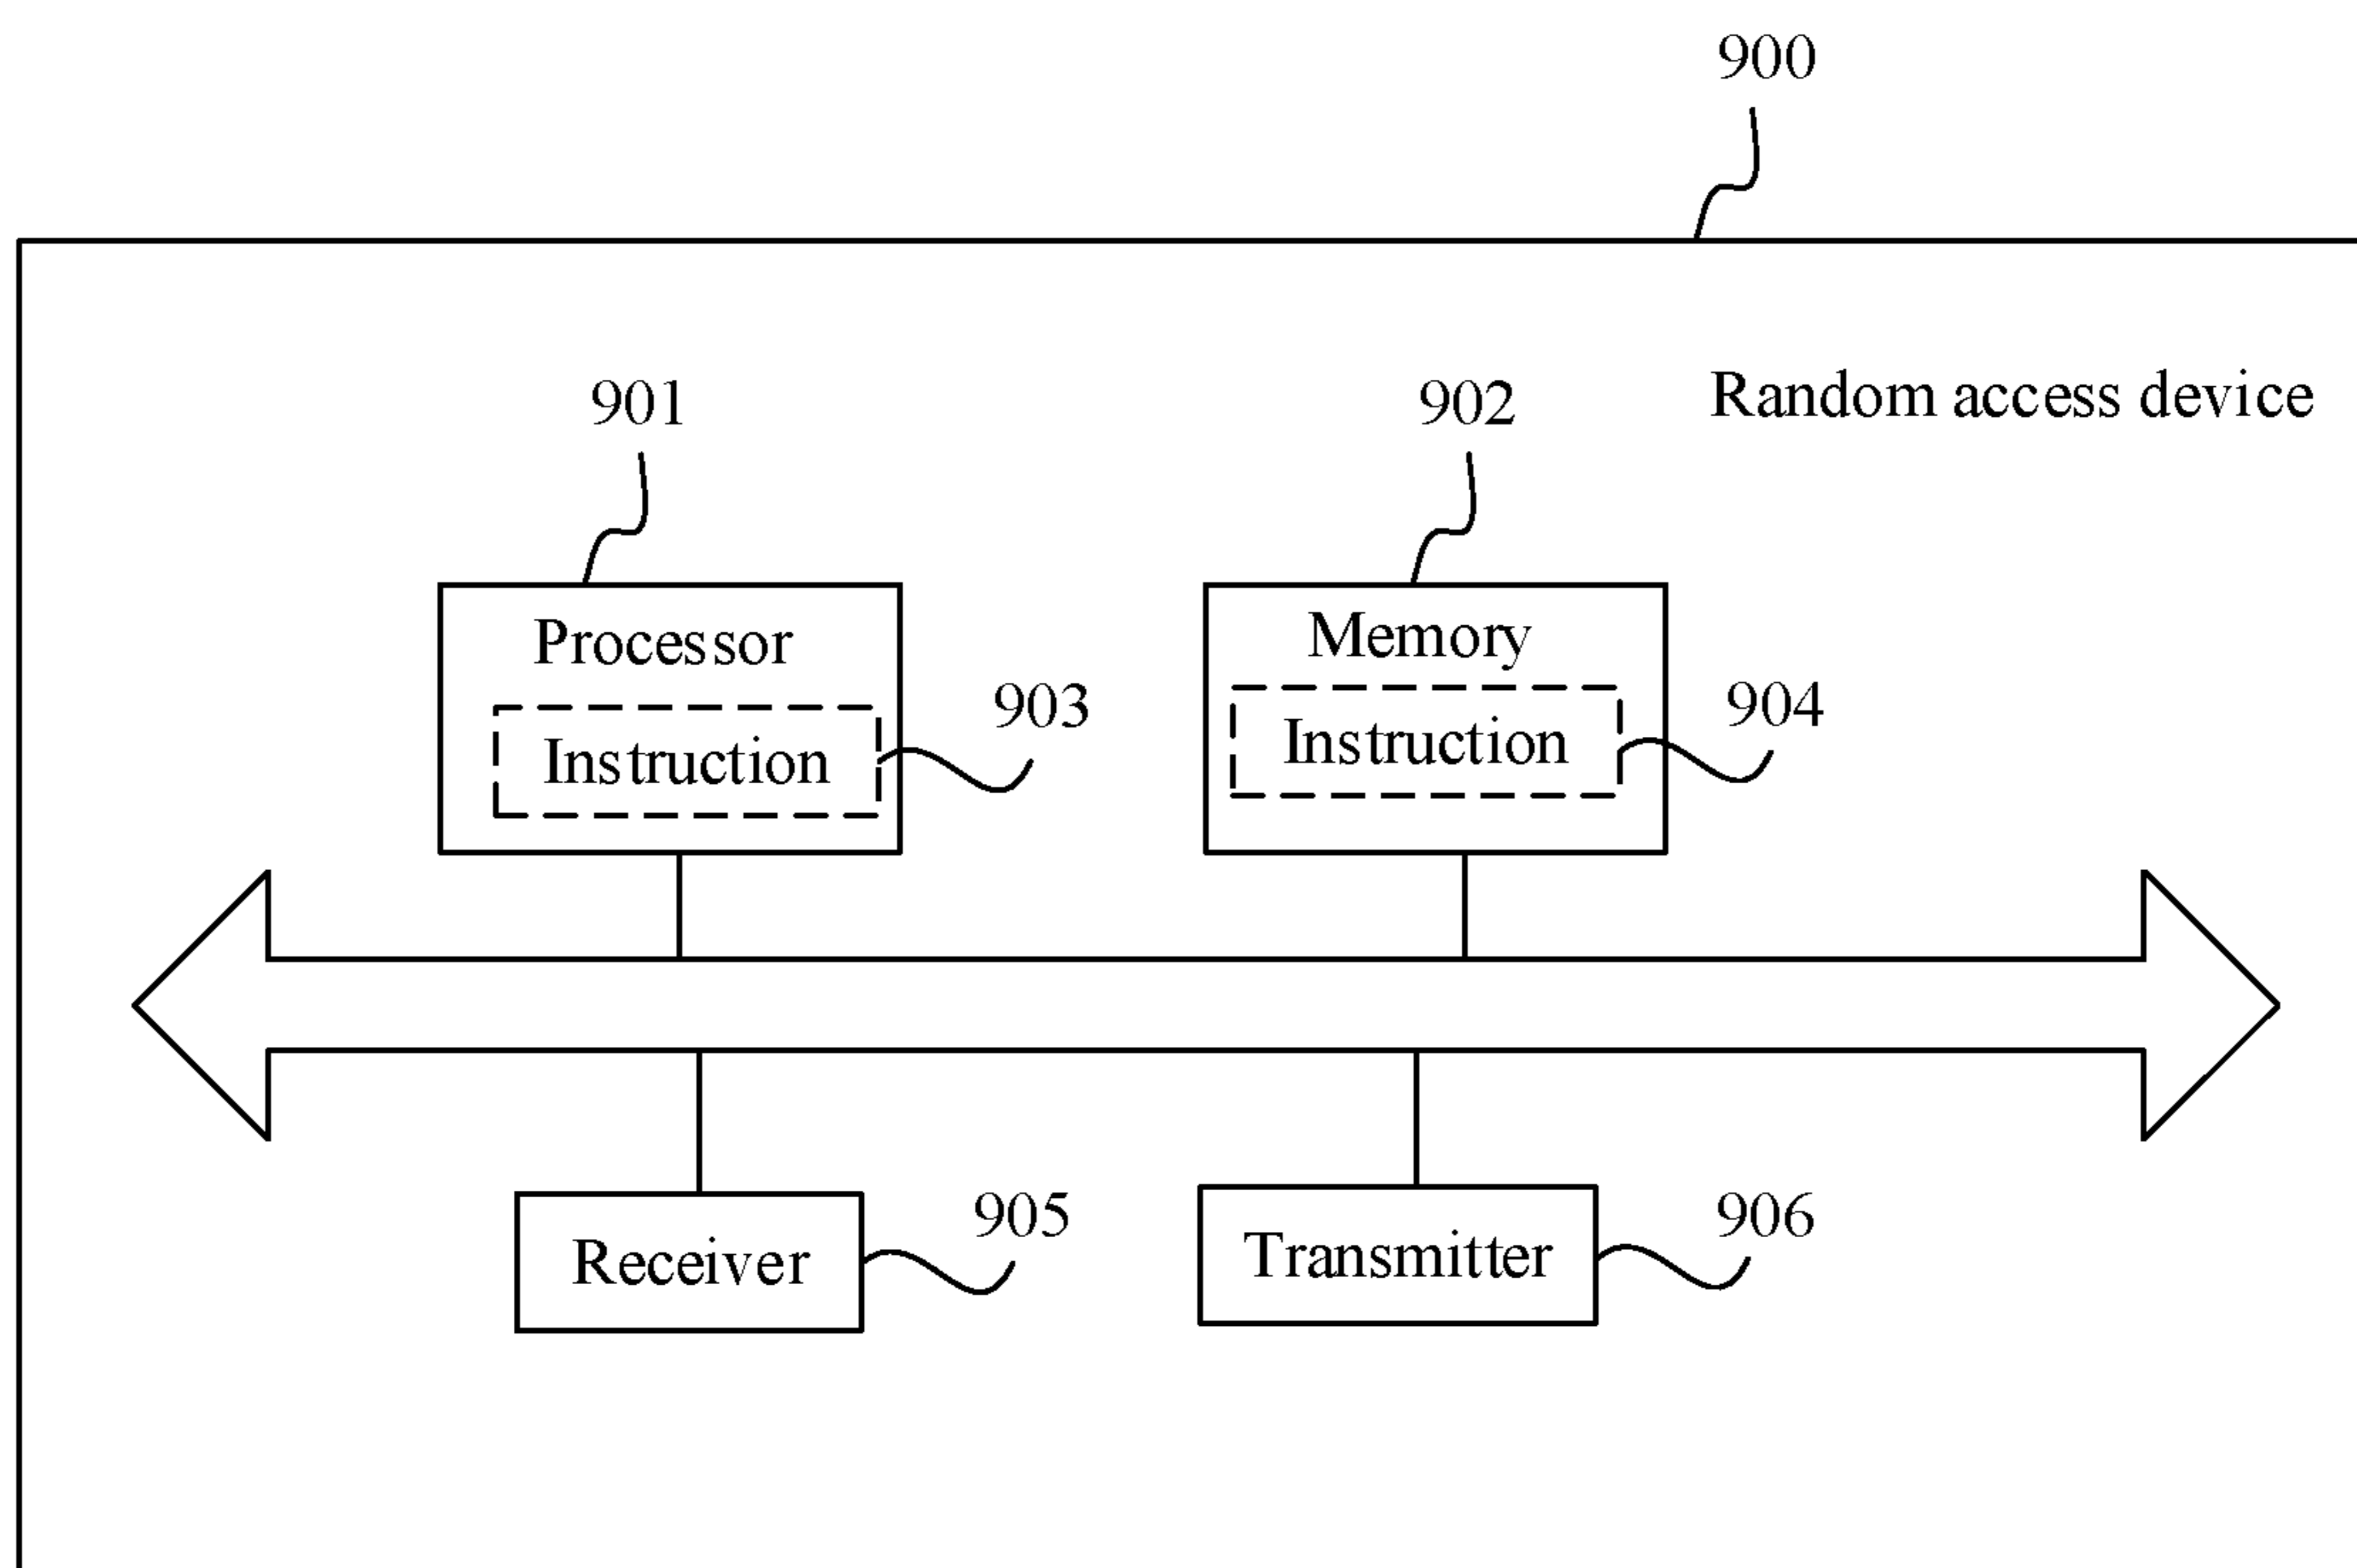 900
Random access device
901
902
Processor
Memory
903
904
Instruction
Instruction
905
906
Receiver
Transmitter